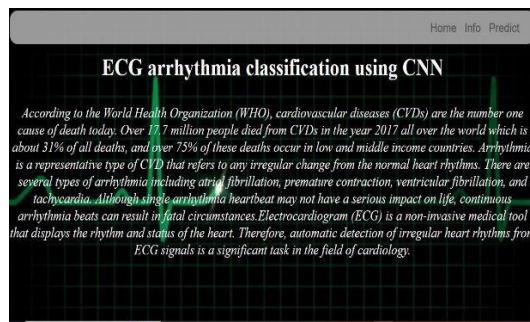 Home Info Predict
ECG arrhythmia classification using CNN
According to the World Health Organization (WHO), cardiovascular diseases (CVDs) are the number one
cause of death today. Over 17.7 million people died from CVDs in the year 2017 all over the world which is
about 31% of all deaths, and over 75% of these deaths occur in low and middle income countries. Arrhythmia
is a representative type of CVD that refers to any irregular change from the normal heart rhythms. There are
several types of arrhythmia including atrial fibrillation, premature contraction, ventricular fibrillation, and
tachycardia. Although single arrhythmia heartbeat may not have a serious impact on life, continuous
arrhythmia beats can result in fatal circumstances.Electrocardiogram (ECG) is a non-invasive medical tool
that displays the rhythm and status of the heart. Therefore, automatic detection of irregular heart rhythms from
ECG signals is a significant task in the field of cardiology.